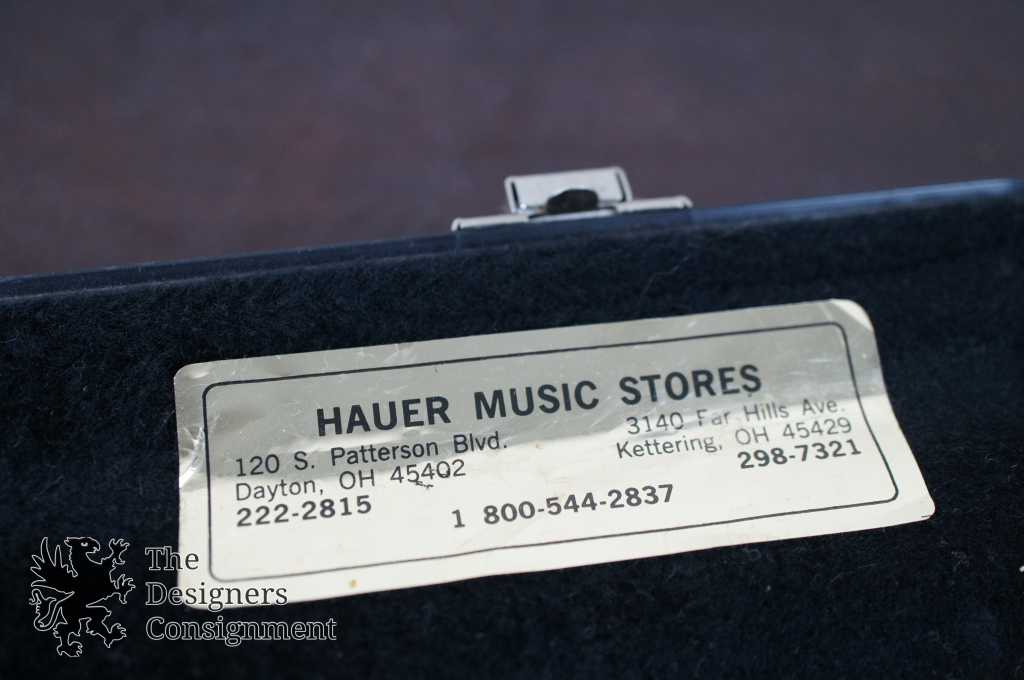 HAUER MUSIC STORES
120 S. Patterson Blvd.
Dayton, OH 45402
222-2815
3140 Far Hills Ave.
Kettering, OH 45429
298-7321
1 800-544-2837
The
Designers
Consignment